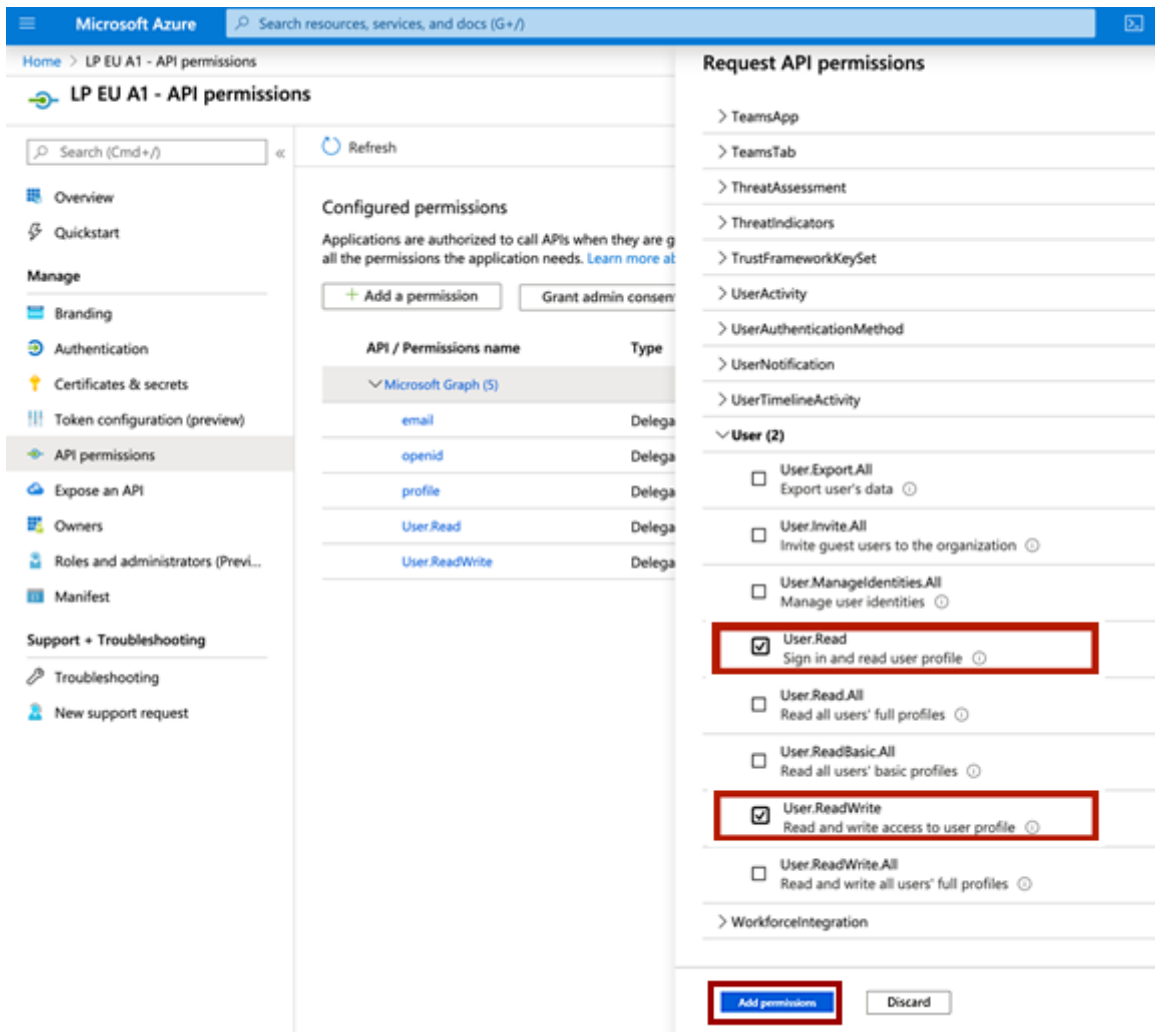 Microsoft Azure
Search resources, services, and docs (G+/)
Home > LP EU A1 - API permissions
LP EU A1 - API permissions
Search (Cmd+/)
«
Overview
Quickstart
Manage
Branding
Authentication
Certificates & secrets
Token configuration (preview)
API permissions
Expose an API
Owners
Roles and administrators (Previ...
Manifest
Support + Troubleshooting
Troubleshooting
New support request
Refresh
Configured permissions
Applications are authorized to call APIs when they are g
all the permissions the application needs. Learn more ab
+ Add a permission
Grant admin consen
API / Permissions name Type
Microsoft Graph (5)
email Delega
openid Delega
profile Delega
User.Read Delega
User.ReadWrite Delega
Request API permissions
TeamsApp
TeamsTab
ThreatAssessment
ThreatIndicators
TrustFrameworkKeySet
UserActivity
UserAuthenticationMethod
UserNotification
UserTimelineActivity
User (2)
User.Export.All
Export user's data
User.Invite.All
Invite guest users to the organization
User.ManageIdentities.All
Manage user identities
User.Read
Sign in and read user profile
User.Read.All
Read all users' full profiles
User.ReadBasic.All
Read all users' basic profiles
User.ReadWrite
Read and write access to user profile
User.ReadWrite.All
Read and write all users' full profiles
WorkforceIntegration
Add permissions
Discard